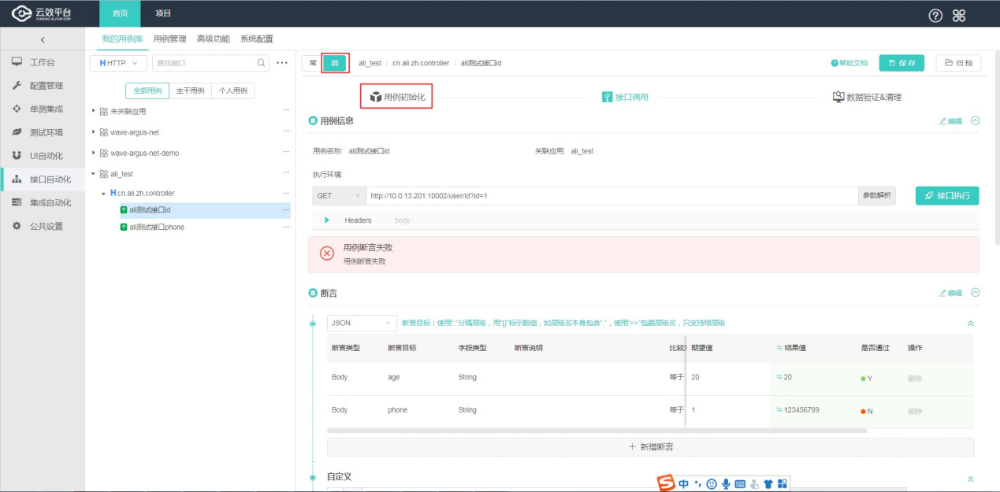 云效平台
YUNXIAO.ALIYUN.COM
首页
项目
我的用例库
用例管理
高级功能
系统配置
工作台
配置管理
单测集成
测试环境
UI自动化
接口自动化
集成自动化
公共设置
HTTP
查找接口
全部用例
主干用例
个人用例
未关联应用
wave-argus-net
wave-argus-net-demo
ali_test
H cn.ali.zh.controller
ali测试接口id
ali测试接口phone
常
高
ali_test / cn.ali.zh.controller / ali测试接口id
帮助文档
保存
归档
用例初始化
接口调用
数据验证&清理
用例信息
编辑
用例名称: ali测试接口id
关联应用: ali_test
执行环境:
GET
http://10.0.13.201:10002/user/id?id=1
参数解析
接口执行
Headers
body
用例断言失败
用例断言失败
断言
编辑
JSON
断言目标：使用"."分隔层级，用"[]"标示数组，如层级名本身包含"."，使用"<>"包裹层级名，只支持根层级
断言类型 断言目标 字段类型 断言说明 比较 期望值 结果值 是否通过 操作
Body age String 等于 20 20 Y 删除
Body phone String 等于 1 123456789 N 删除
+ 新增断言
自定义
中